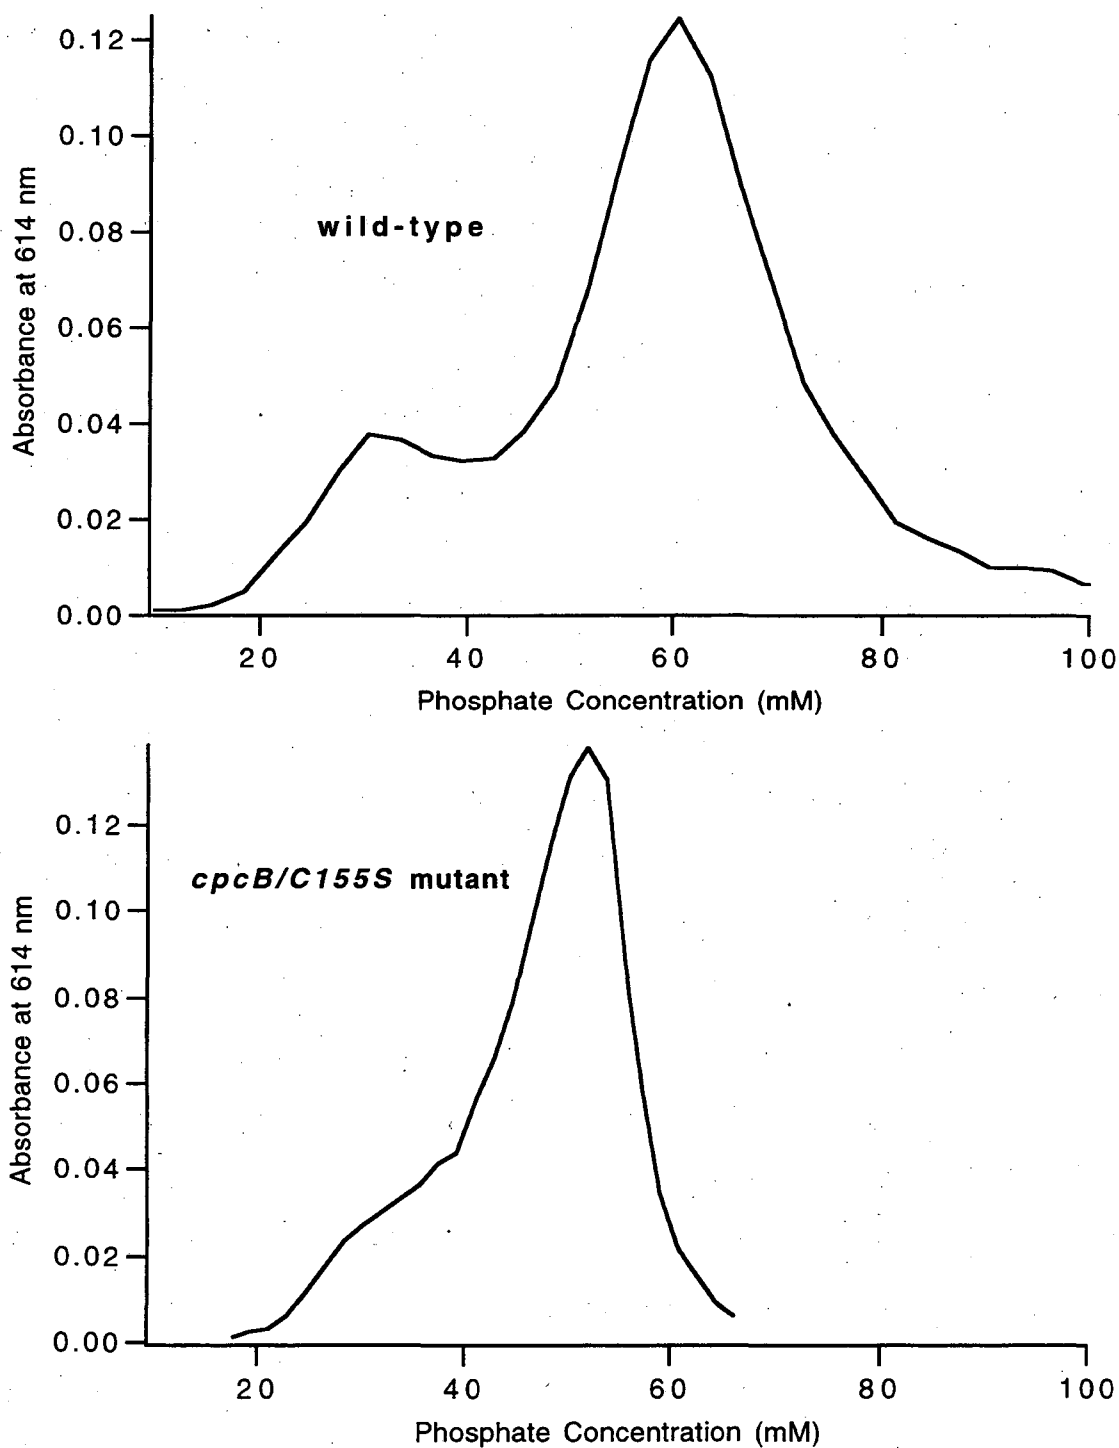 0.12
0.10
0.08
0.06
0.04
0.02
0.00
Absorbance at 614 nm
wild-type
20 40 60 80 100
Phosphate Concentration (mM)
0.12
0.10
0.08
0.06
0.04
0.02
0.00
Absorbance at 614 nm
cpcB/C155S mutant
20 40 60 80 100
Phosphate Concentration (mM)